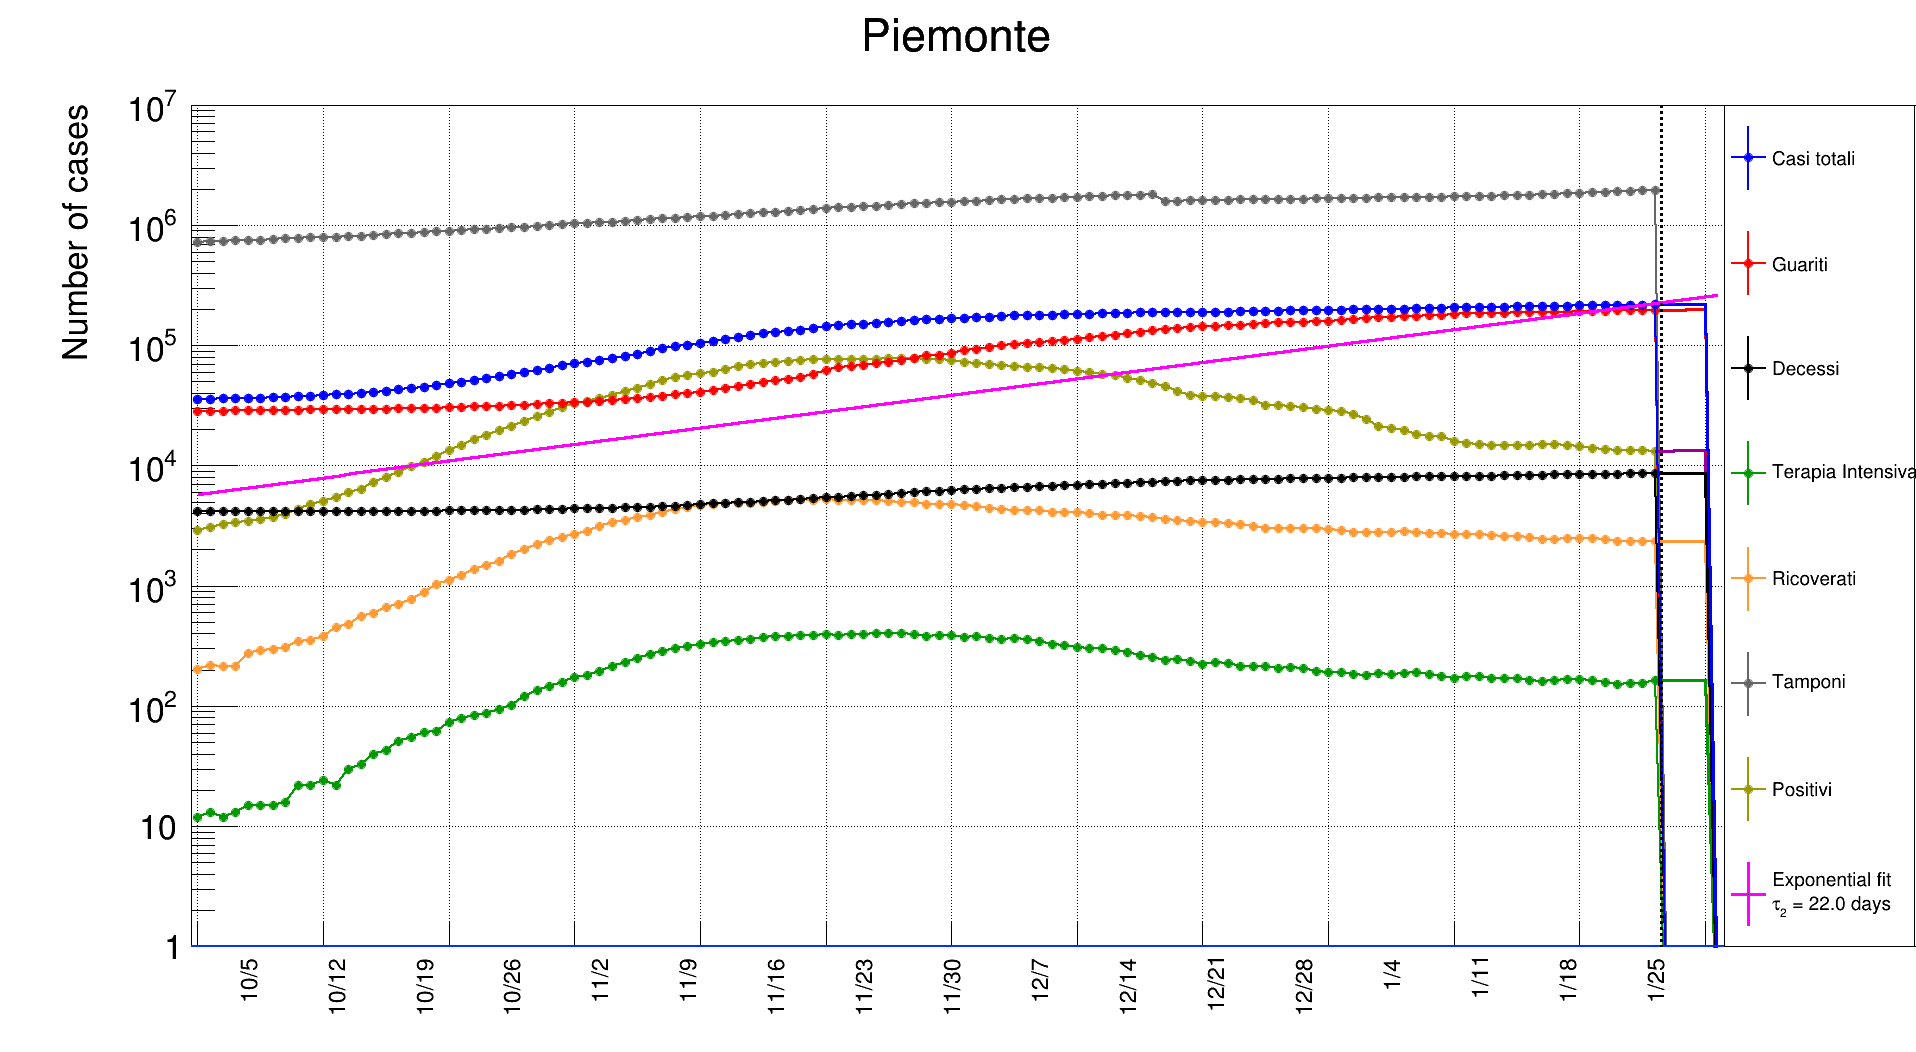 Piemonte
Number of cases
10^7
10^6
10^5
10^4
10^3
10^2
10
1
10/5
10/12
10/19
10/26
11/2
11/9
11/16
11/23
11/30
12/7
12/14
12/21
12/28
1/4
1/11
1/18
1/25
Casi totali
Guariti
Decessi
Terapia Intensiva
Ricoverati
Tamponi
Positivi
Exponential fit
τ₂ = 22.0 days